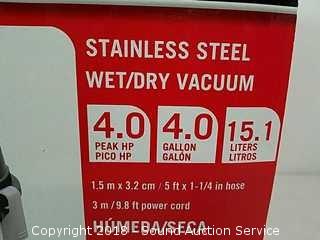 STAINLESS STEEL
WET/DRY VACUUM
4.0
PEAK HP
PICO HP
4.0
GALLON
GALÓN
15.1
LITERS
LITROS
1.5 m x 3.2 cm / 5 ft x 1-1/4 in hose
3 m / 9.8 ft power cord
HÚMEDA/SECA
Copyright 2018 - Sound Auction Service